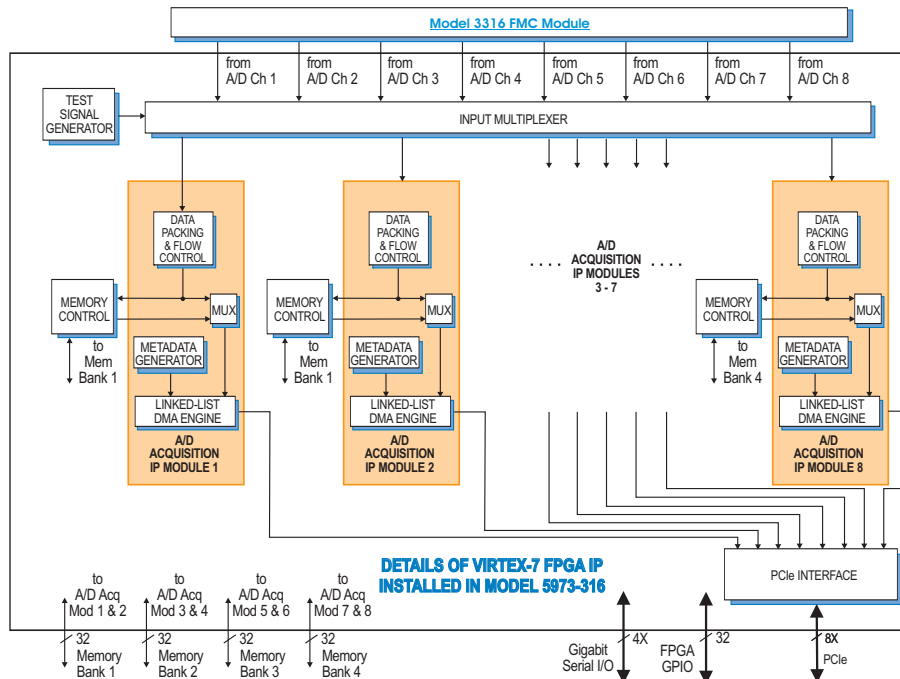 Model 3316 FMC Module
from
A/D Ch 1
from
A/D Ch 2
from
A/D Ch 3
from
A/D Ch 4
from
A/D Ch 5
from
A/D Ch 6
from
A/D Ch 7
from
A/D Ch 8
TEST
SIGNAL
GENERATOR
INPUT MULTIPLEXER
DATA
PACKING
& FLOW
CONTROL
MEMORY
CONTROL
MUX
to
Mem
Bank 1
METADATA
GENERATOR
LINKED-LIST
DMA ENGINE
A/D
ACQUISITION
IP MODULE 1
DATA
PACKING
& FLOW
CONTROL
MEMORY
CONTROL
MUX
to
Mem
Bank 1
METADATA
GENERATOR
LINKED-LIST
DMA ENGINE
A/D
ACQUISITION
IP MODULE 2
A/D
. . . . ACQUISITION . . . .
IP MODULES
3 - 7
DATA
PACKING
& FLOW
CONTROL
MEMORY
CONTROL
MUX
to
Mem
Bank 4
METADATA
GENERATOR
LINKED-LIST
DMA ENGINE
A/D
ACQUISITION
IP MODULE 8
DETAILS OF VIRTEX-7 FPGA IP
INSTALLED IN MODEL 5973-316
PCIe INTERFACE
to
A/D Acq
Mod 1 & 2
to
A/D Acq
Mod 3 & 4
to
A/D Acq
Mod 5 & 6
to
A/D Acq
Mod 7 & 8
32
Memory
Bank 1
32
Memory
Bank 2
32
Memory
Bank 3
32
Memory
Bank 4
4X
Gigabit
Serial I/O
32
FPGA
GPIO
8X
PCIe